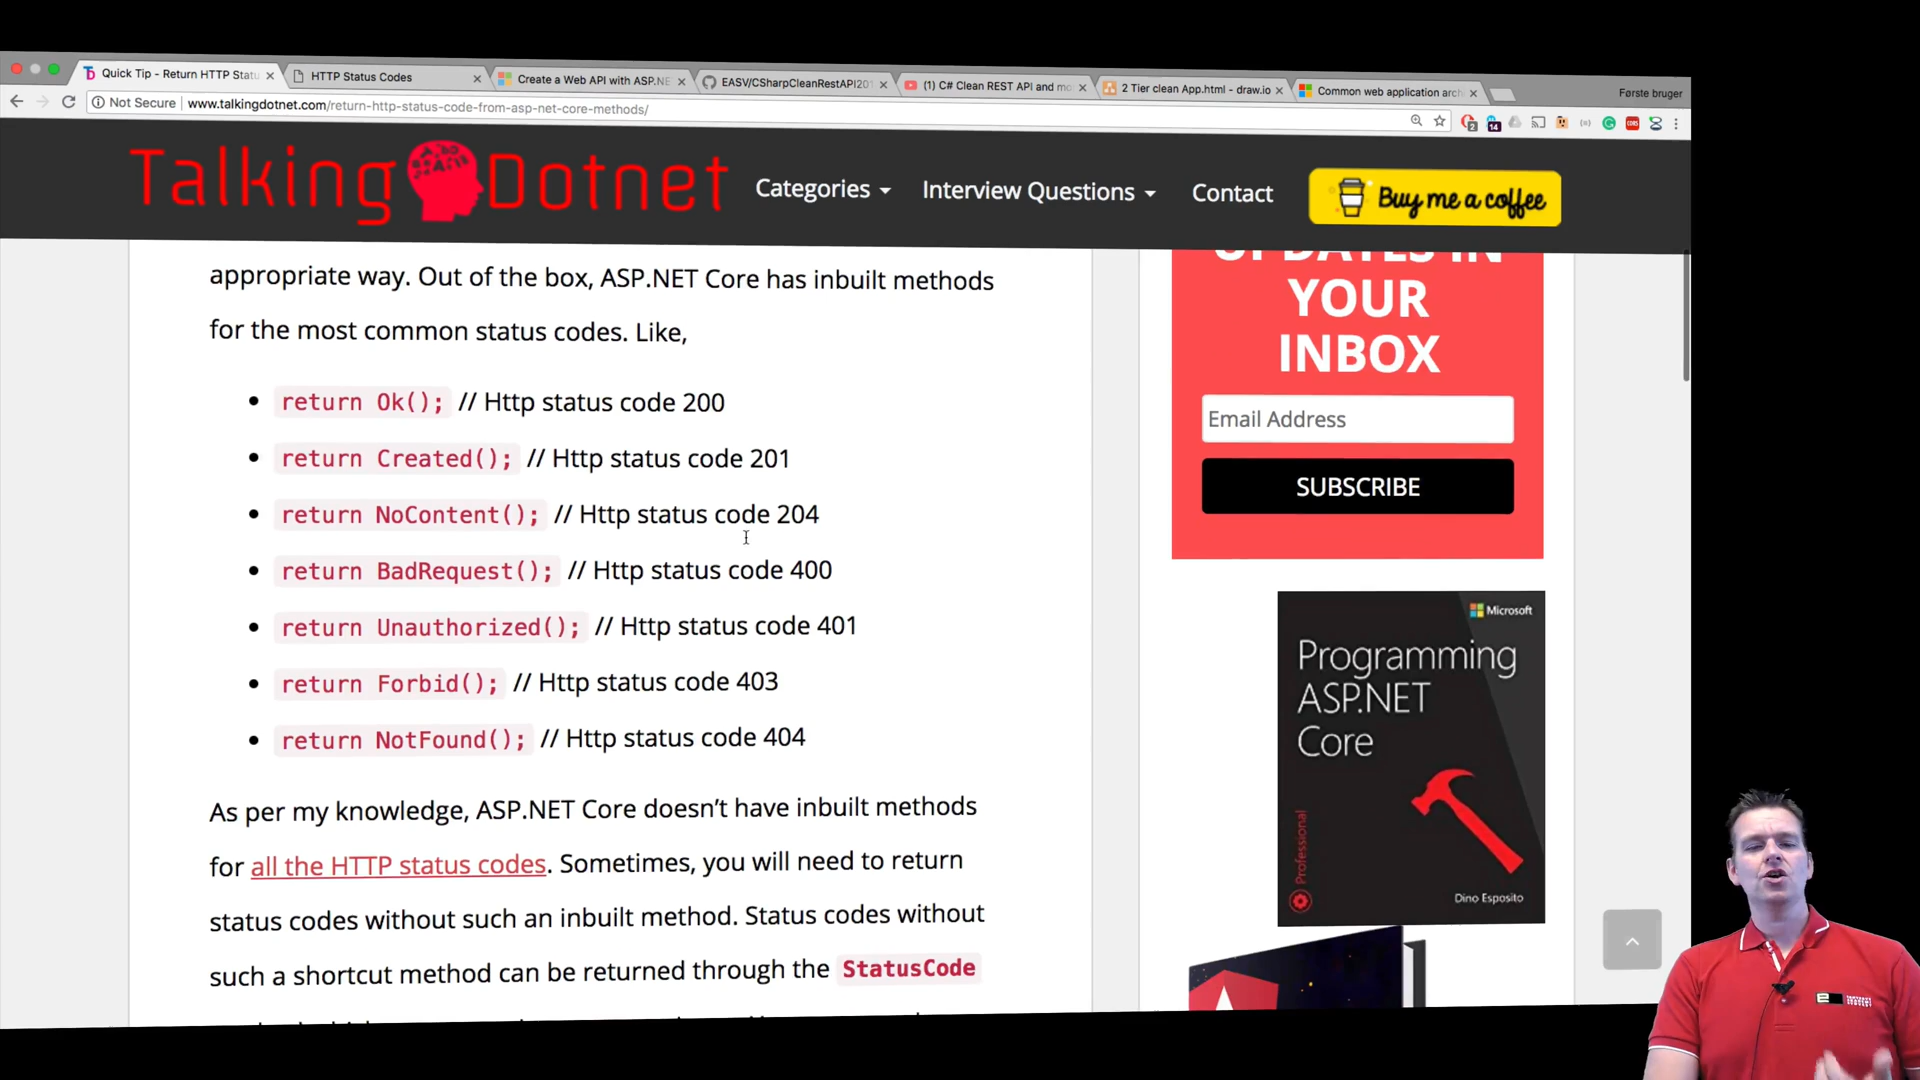 Quick Tip - Return HTTP Statu
HTTP Status Codes
Create a Web API with ASP.NE
EASV/CSharpCleanRestAPI201
(1) C# Clean REST API and mo
2 Tier clean App.html - draw.io
Common web application arch
Første bruger
Not Secure
www.talkingdotnet.com/return-http-status-code-from-asp-net-core-methods/
Talking Dotnet
Categories
Interview Questions
Contact
Buy me a coffee
appropriate way. Out of the box, ASP.NET Core has inbuilt methods
for the most common status codes. Like,
return Ok(); // Http status code 200
return Created(); // Http status code 201
return NoContent(); // Http status code 204
return BadRequest(); // Http status code 400
return Unauthorized(); // Http status code 401
return Forbid(); // Http status code 403
return NotFound(); // Http status code 404
As per my knowledge, ASP.NET Core doesn’t have inbuilt methods
for all the HTTP status codes. Sometimes, you will need to return
status codes without such an inbuilt method. Status codes without
such a shortcut method can be returned through the StatusCode
UPDATES IN
YOUR
INBOX
Email Address
SUBSCRIBE
Microsoft
Programming
ASP.NET
Core
Professional
Dino Esposito